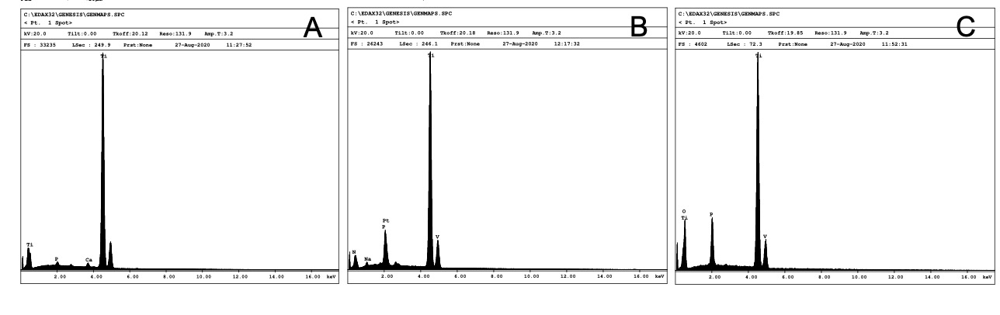 C:\EDAX32\GENESIS\GENMAPS.SPC
< Pt. 1 Spot>
A
kV:20.0 Tilt:0.00 Tkoff:20.12 Reso:131.9 Amp.T:3.2
FS : 33235 LSec : 249.9 Prst:None 27-Aug-2020 11:27:52
Ti
Ti
P
Ca
2.00 4.00 6.00 8.00 10.00 12.00 14.00 16.00 keV
C:\EDAX32\GENESIS\GENMAPS.SPC
< Pt. 1 Spot>
B
kV:20.0 Tilt:0.00 Tkoff:20.18 Reso:131.9 Amp.T:3.2
FS : 26243 LSec : 246.1 Prst:None 27-Aug-2020 12:17:32
Ti
Pt
P
V
N
Na
2.00 4.00 6.00 8.00 10.00 12.00 14.00 16.00 keV
C:\EDAX32\GENESIS\GENMAPS.SPC
< Pt. 1 Spot>
C
kV:20.0 Tilt:0.00 Tkoff:19.85 Reso:131.9 Amp.T:3.2
FS : 4602 LSec : 72.3 Prst:None 27-Aug-2020 11:52:31
Ti
O
Ti
P
V
2.00 4.00 6.00 8.00 10.00 12.00 14.00 16.00 keV